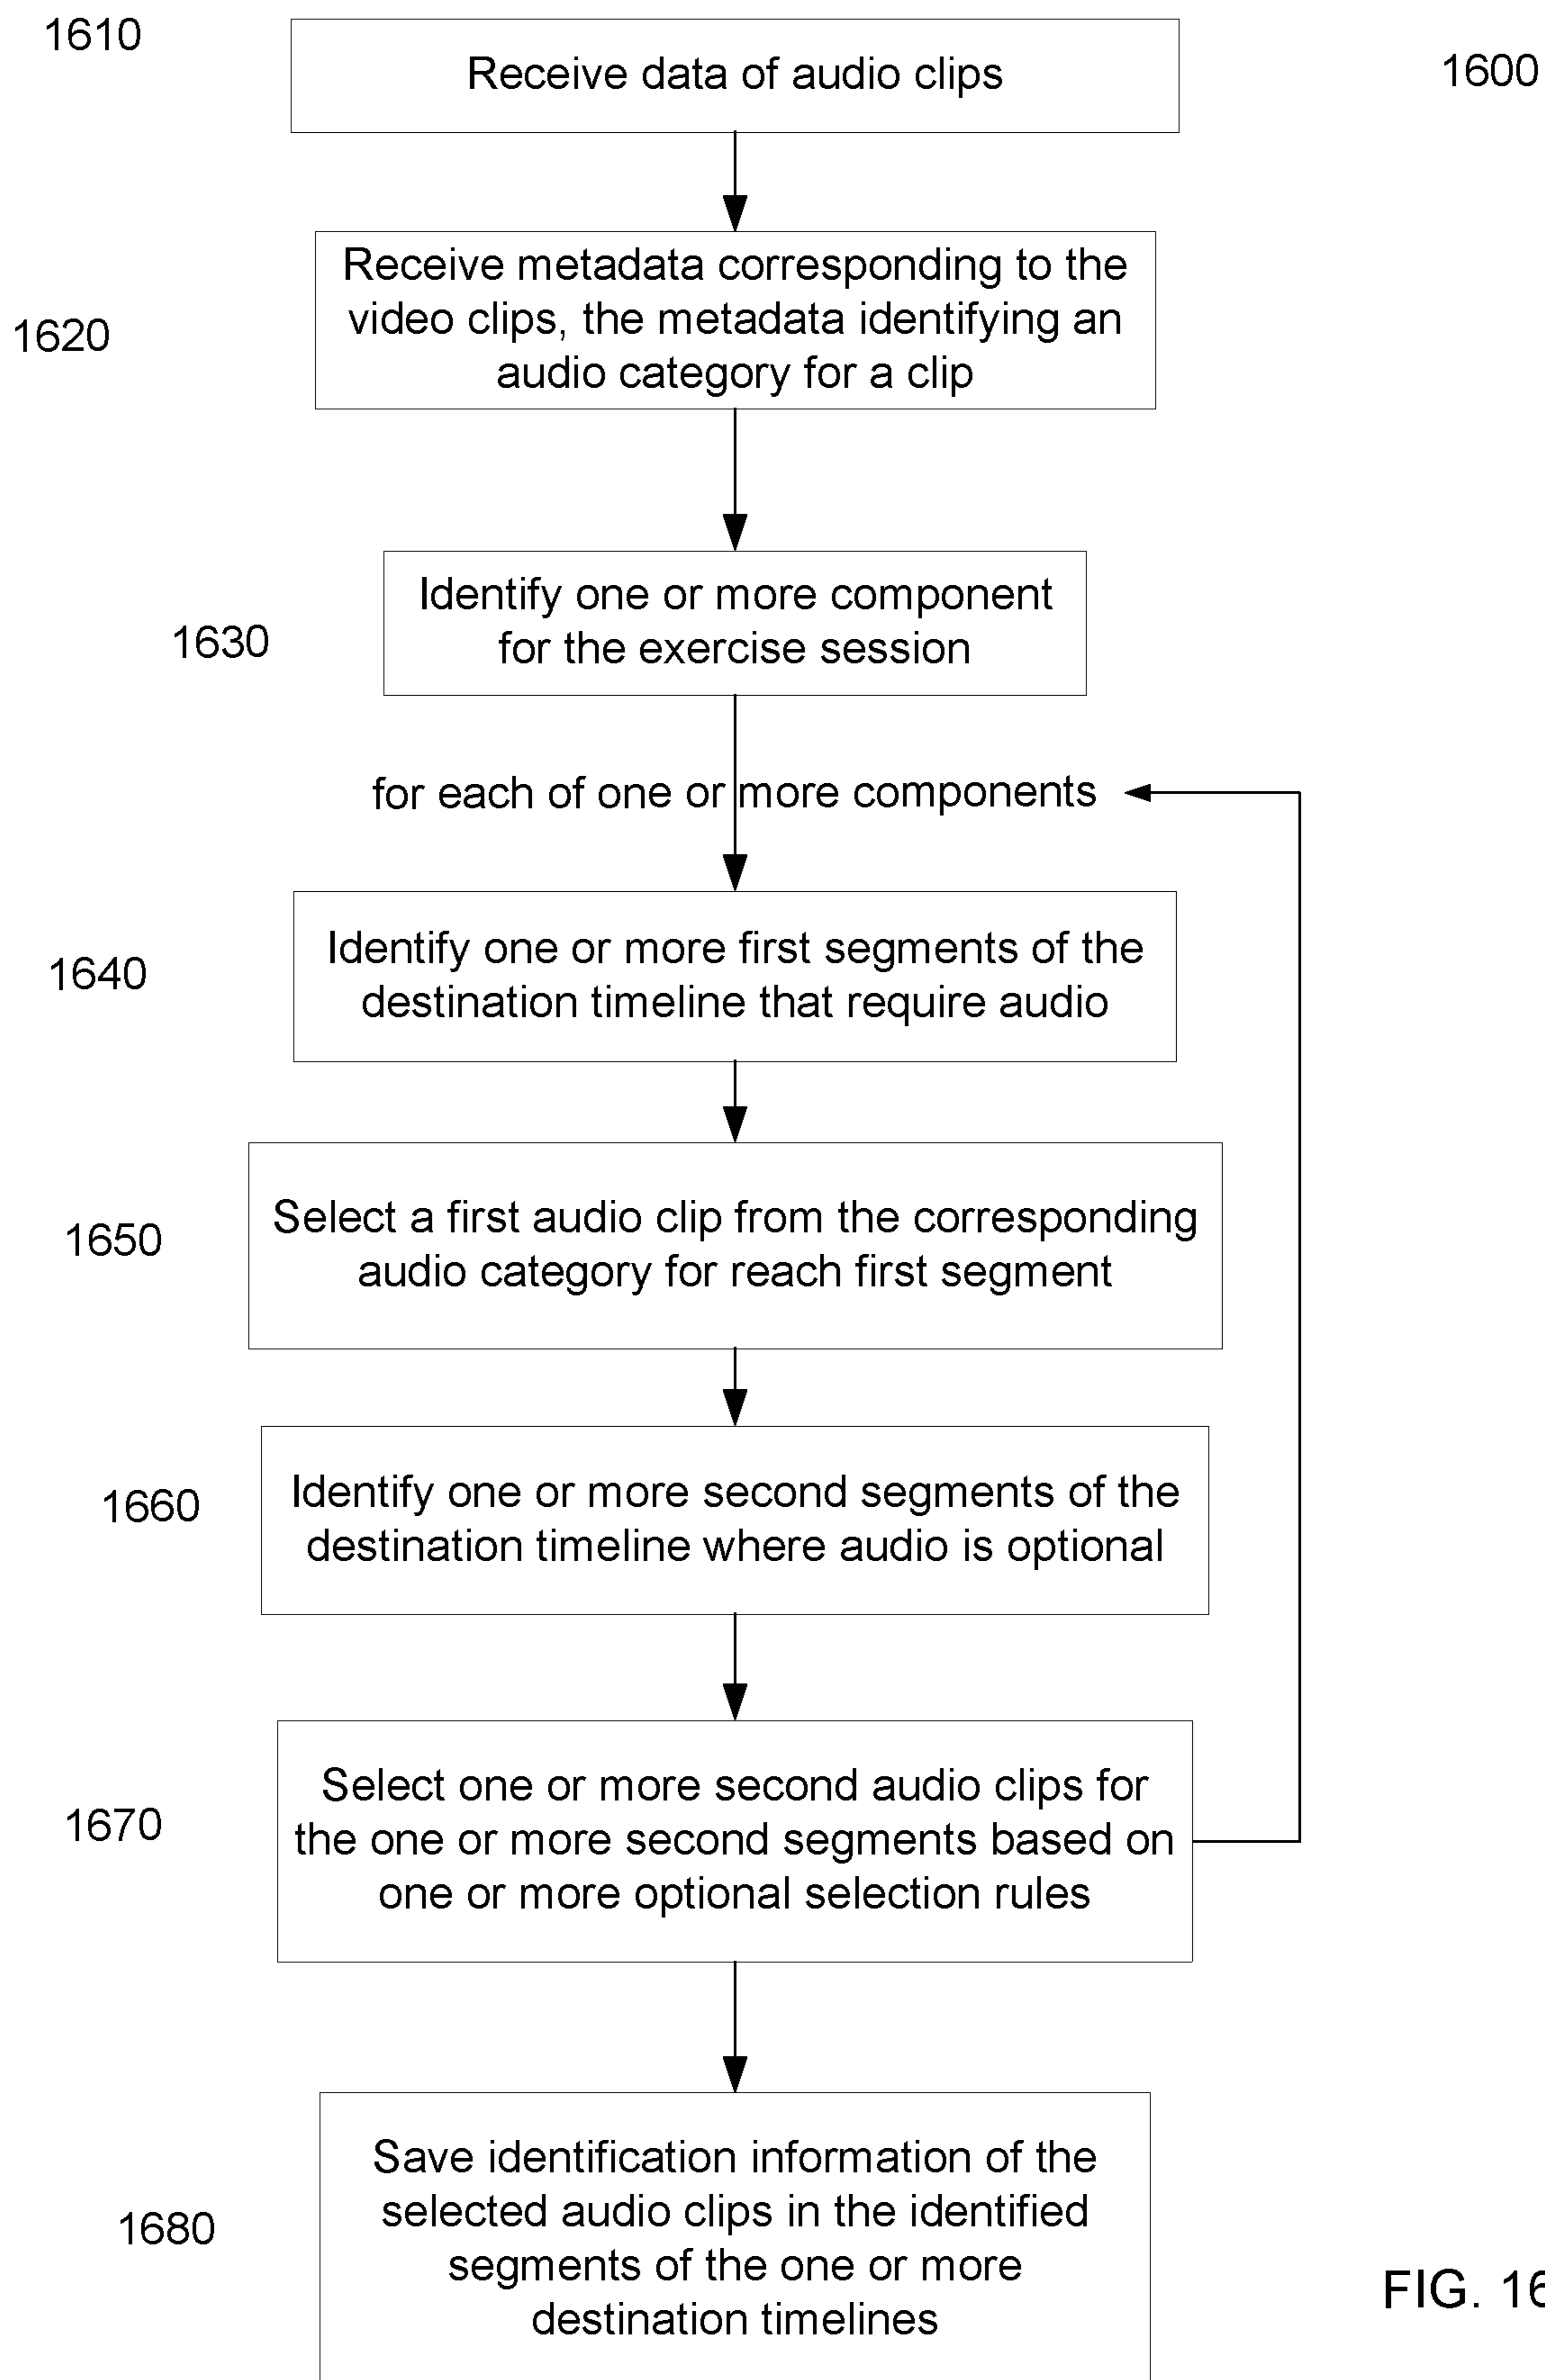 1610
Receive data of audio clips
1600
Receive metadata corresponding to the
video clips, the metadata identifying an
audio category for a clip
1620
Identify one or more component
for the exercise session
1630
for each of one or more components
Identify one or more first segments of the
destination timeline that require audio
1640
Select a first audio clip from the corresponding
audio category for reach first segment
1650
Identify one or more second segments of the
destination timeline where audio is optional
1660
Select one or more second audio clips for
the one or more second segments based on
one or more optional selection rules
1670
Save identification information of the
selected audio clips in the identified
segments of the one or more
destination timelines
1680
FIG. 16